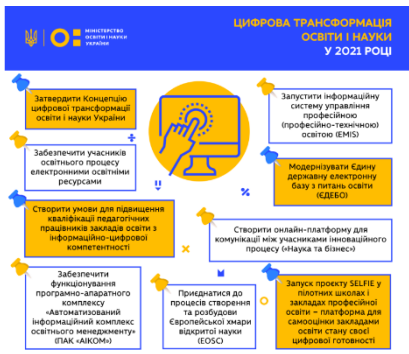 МІНІСТЕРСТВО
ОСВІТИ І НАУКИ
УКРАЇНИ
ЦИФРОВА ТРАНСФОРМАЦІЯ
ОСВІТИ І НАУКИ
У 2021 РОЦІ
Затвердити Концепцію
цифрової трансформації
освіти і науки України
Запустити інформаційну
систему управління
професійною
(професійно-технічною)
освітою (EMIS)
Забезпечити учасників
освітнього процесу
електронними освітніми
ресурсами
Модернізувати Єдину
державну електронну
базу з питань освіти
(ЄДЕБО)
Створити умови для підвищення
кваліфікації педагогічних
працівників закладів освіти з
інформаційно-цифрової
компетентності
Створити онлайн-платформу для
комунікації між учасниками інноваційного
процесу («Наука та бізнес»)
Забезпечити
функціонування
програмно-апаратного
комплексу
«Автоматизований
інформаційний комплекс
освітнього менеджменту»
(ПАК «АІКОМ»)
Приєднатися до
процесів створення
та розбудови
Європейської хмари
відкритої науки
(EOSC)
Запуск проєкту SELFIE у
пілотних школах і
закладах професійної
освіти – платформа для
самооцінки закладами
освіти стану своєї
цифрової готовності